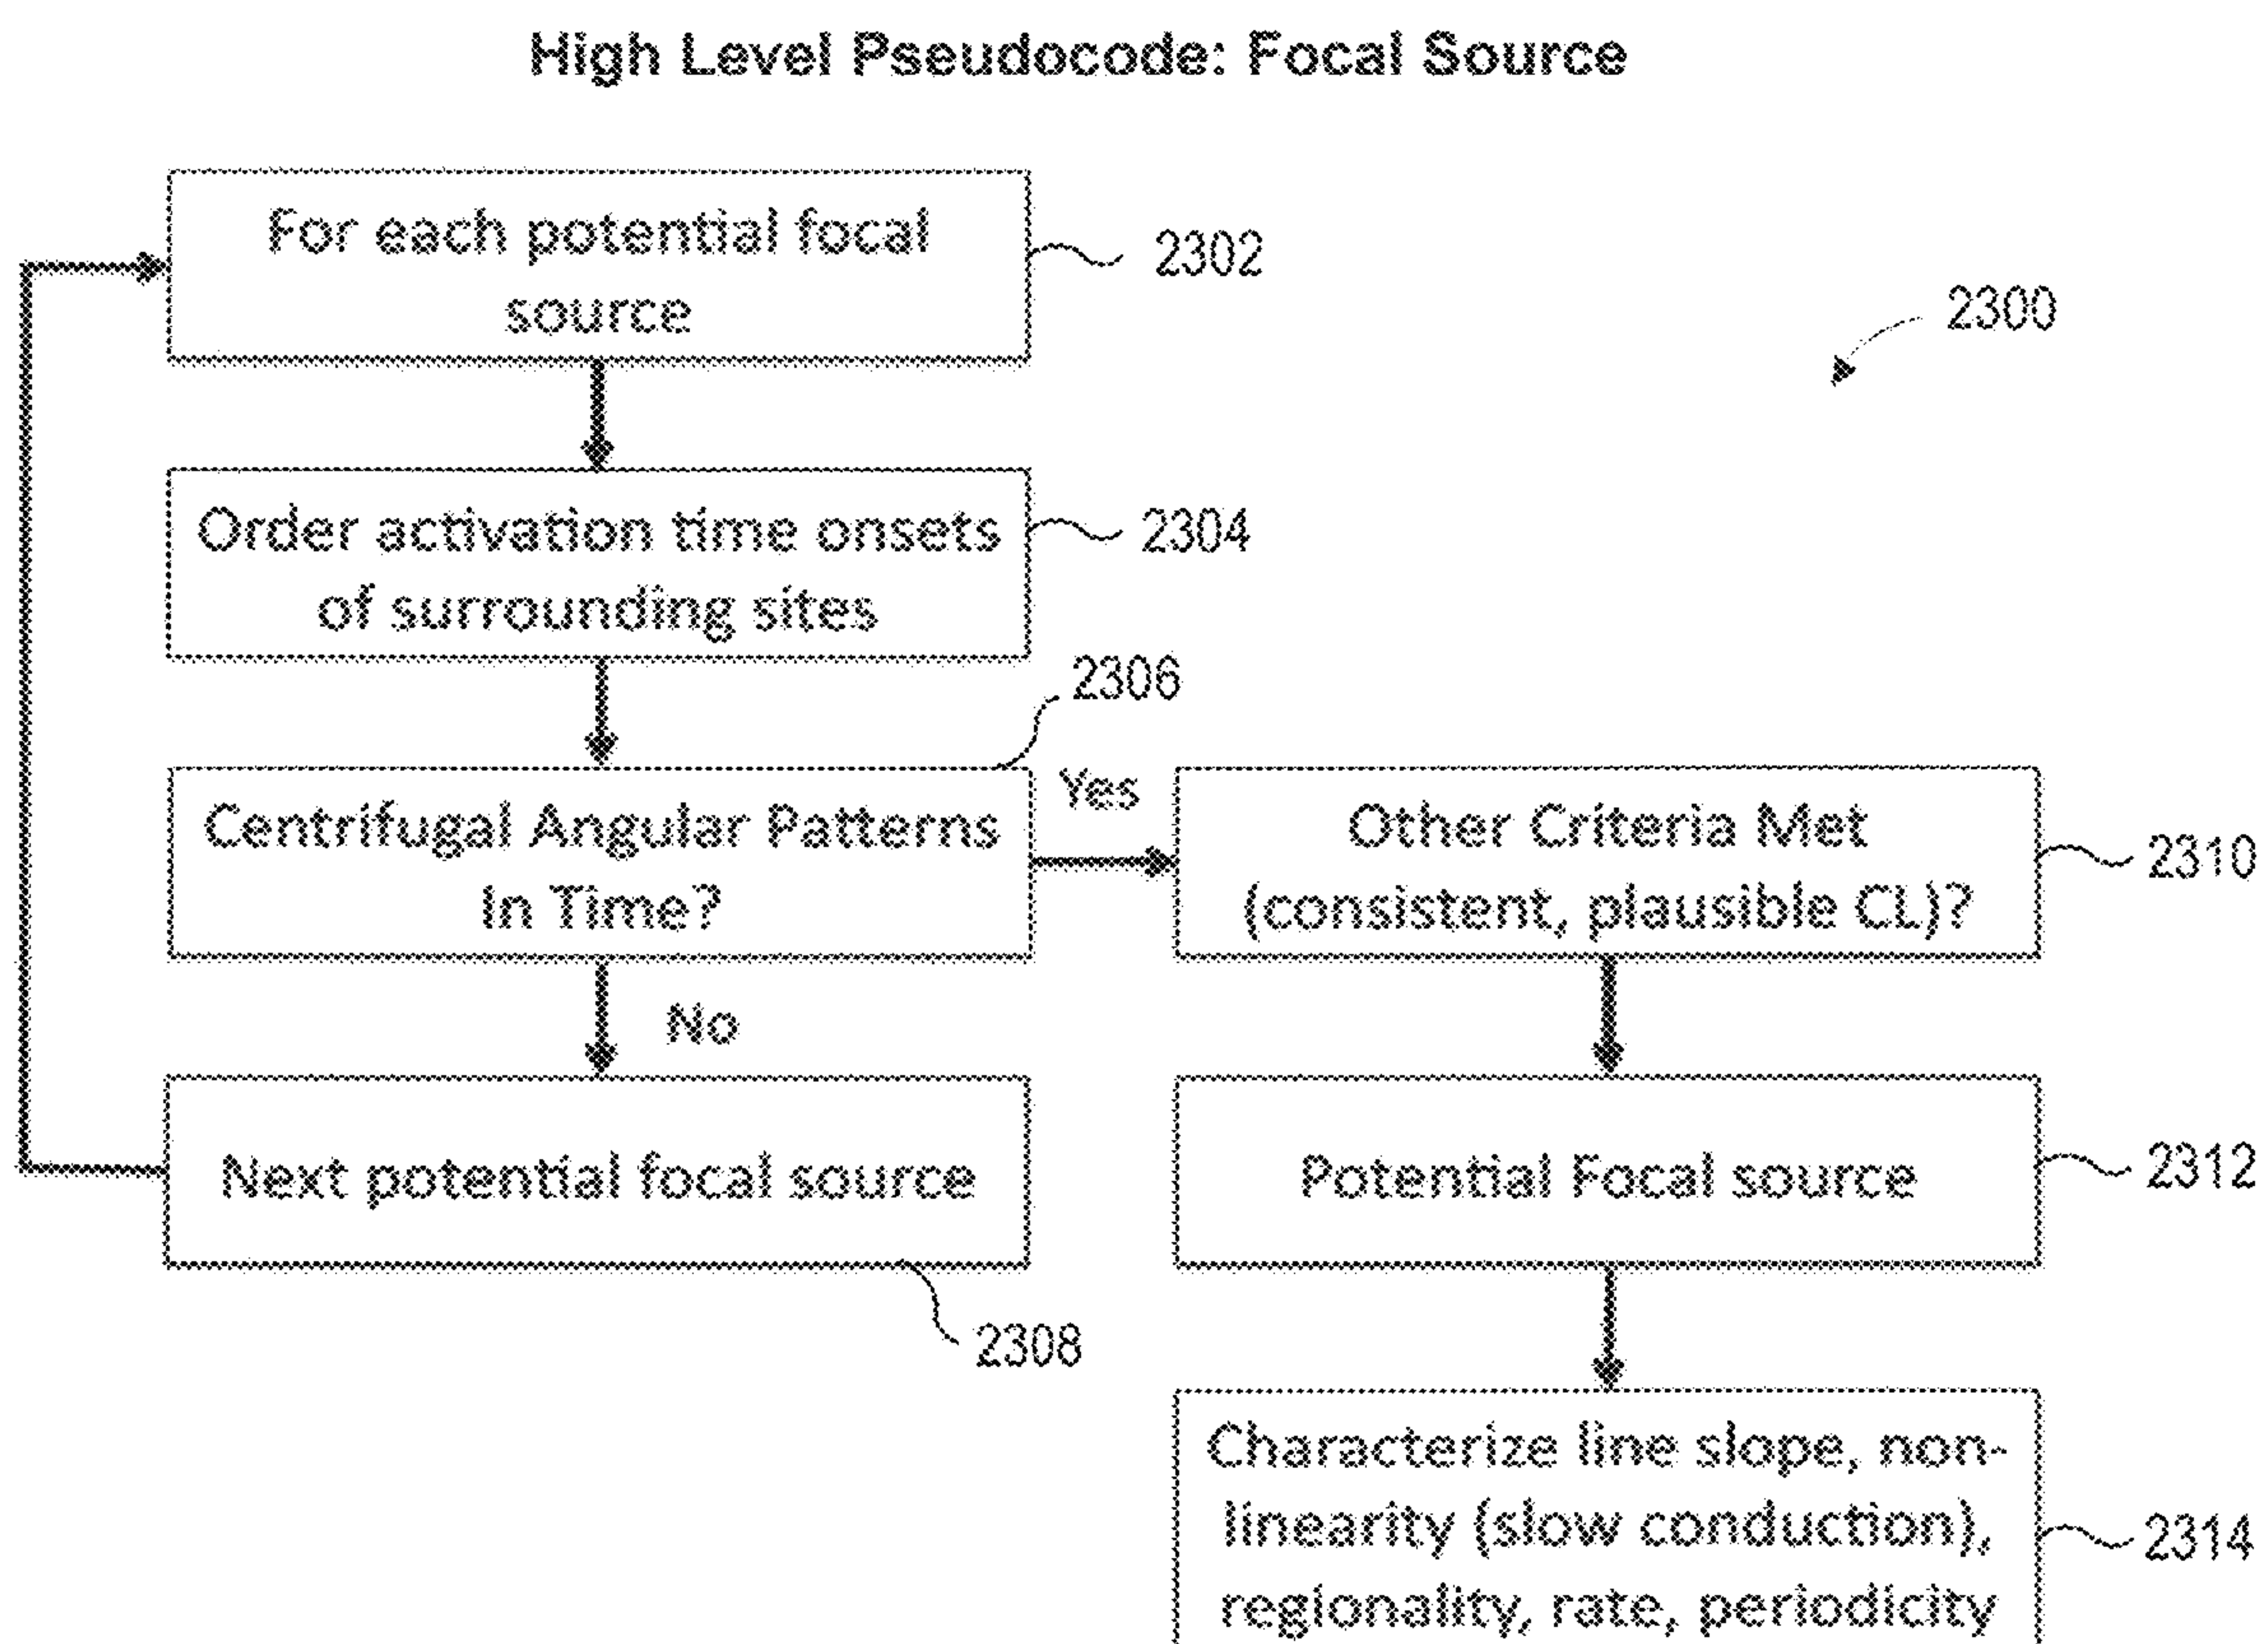 High Level Pseudocode: Focal Source
For each potential focal
source
2302
2300
Order activation time onsets
of surrounding sites
2304
2306
Centrifugal Angular Patterns
In Time?
Yes
Other Criteria Met
(consistent, plausible CL)?
2310
No
Next potential focal source
2308
Potential Focal source
2312
Characterize line slope, non-
linearity (slow conduction),
regionality, rate, periodicity
2314